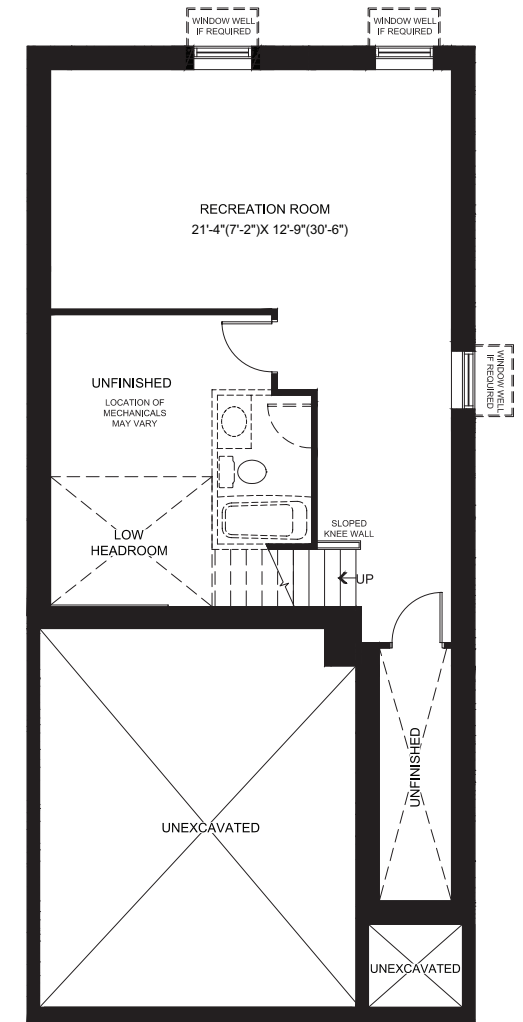 WINDOW WELL
IF REQUIRED
WINDOW WELL
IF REQUIRED
RECREATION ROOM
21'-4"(7'-2")X 12'-9"(30'-6")
WINDOW WELL
IF REQUIRED
UNFINISHED
LOCATION OF
MECHANICALS
MAY VARY
LOW
HEADROOM
SLOPED
KNEE WALL
UP
UNFINISHED
UNEXCAVATED
UNEXCAVATED